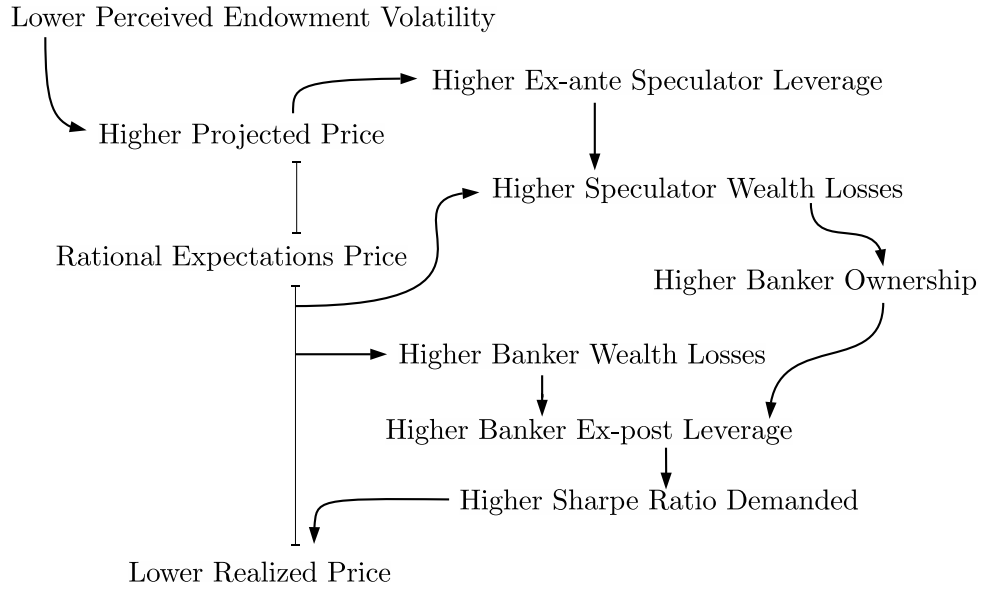 Lower Perceived Endowment Volatility
Higher Ex-ante Speculator Leverage
Higher Projected Price
Higher Speculator Wealth Losses
Rational Expectations Price
Higher Banker Ownership
Higher Banker Wealth Losses
Higher Banker Ex-post Leverage
Higher Sharpe Ratio Demanded
Lower Realized Price